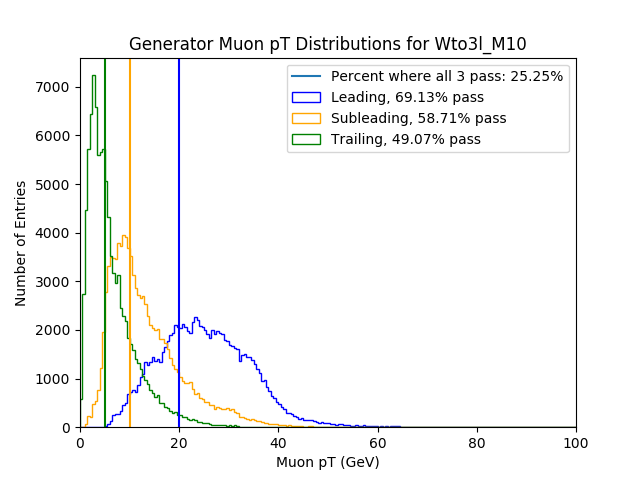 Generator Muon pT Distributions for Wto3l_M10
Percent where all 3 pass: 25.25%
Leading, 69.13% pass
Subleading, 58.71% pass
Trailing, 49.07% pass
Number of Entries
7000
6000
5000
4000
3000
2000
1000
0
0 20 40 60 80 100
Muon pT (GeV)